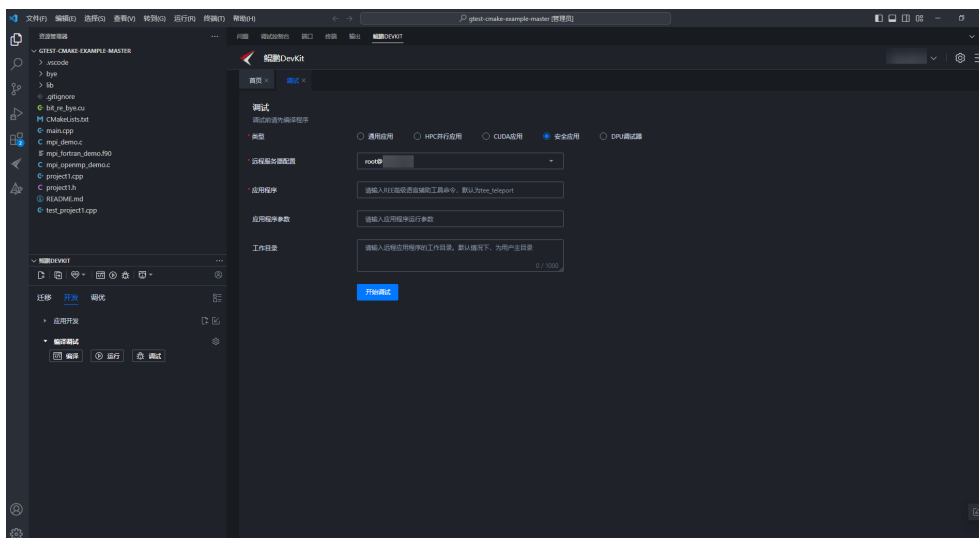 文件(F) 编辑(E) 选择(S) 查看(V) 转到(G) 运行(R) 终端(T) 帮助(H)
gtest-cmake-example-master [管理员]
资源管理器
问题 调试控制台 端口 终端 输出 鲲鹏DEVKIT
GTEST-CMAKE-EXAMPLE-MASTER
.vscode
bye
lib
.gitignore
bit_re_bye.cu
CMakeLists.txt
main.cpp
mpi_demo.c
mpi_fortran_demo.f90
mpi_openmp_demo.c
project1.cpp
project1.h
README.md
test_project1.cpp
2
鲲鹏DEVKIT
迁移 开发 调优
应用开发
编译调试
编译 运行 调试
鲲鹏DevKit
首页 × 调试 ×
调试
调试前请先编译程序
* 类型
通用应用 HPC并行应用 CUDA应用 安全应用 DPU调试器
* 远程服务器配置
root@
* 应用程序
请输入REE高级语言辅助工具命令、默认为tee_teleport
应用程序参数
请输入应用程序运行参数
工作目录
请输入远程应用程序的工作目录。默认情况下、为用户主目录
0 / 1000
开始调试